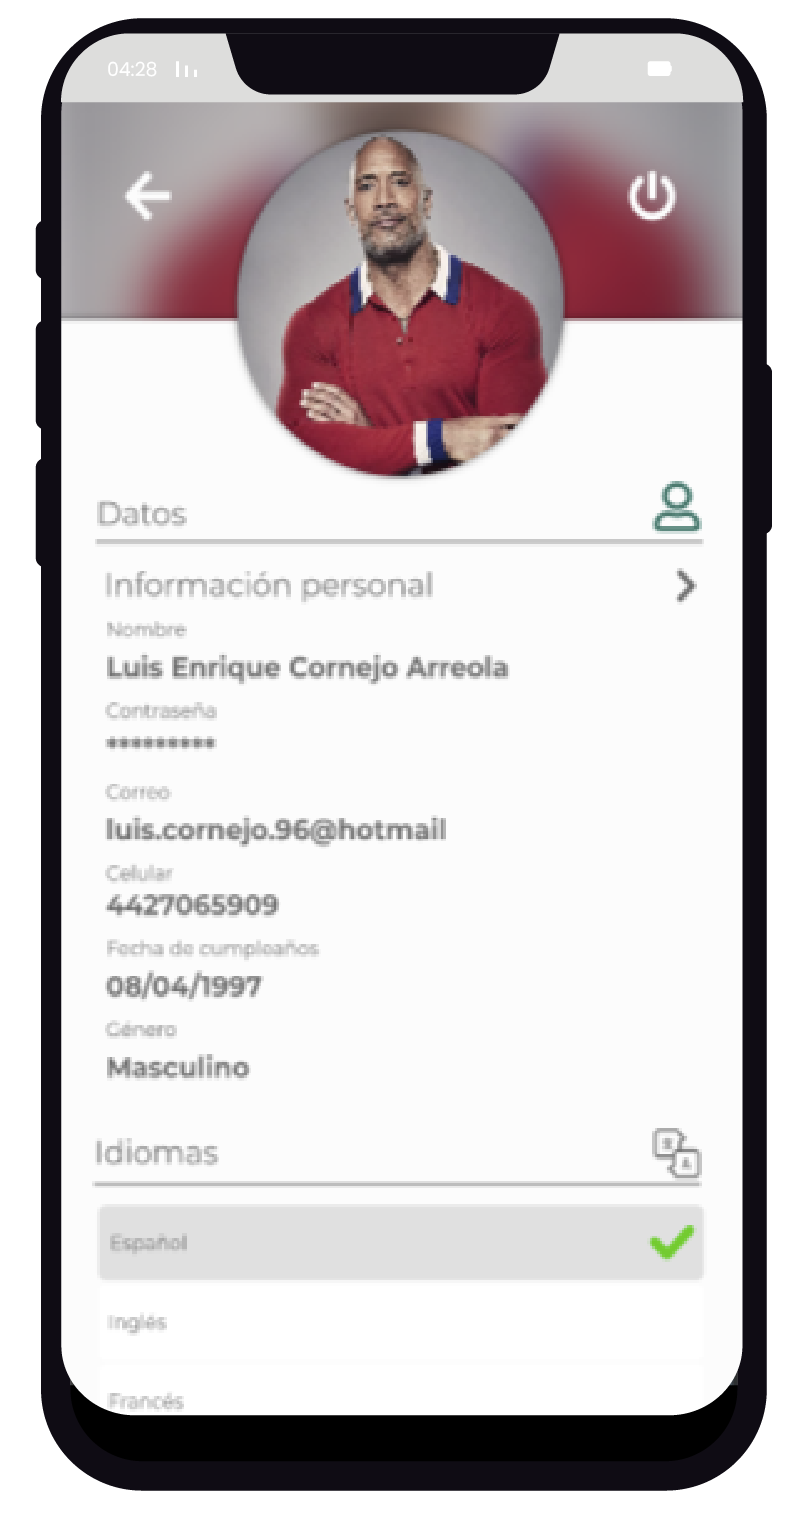 04:28
Datos
Información personal
Nombre
Luis Enrique Cornejo Arreola
Contraseña
*********
Correo
luis.cornejo.96@hotmail
Celular
4427065909
Fecha de cumpleaños
08/04/1997
Género
Masculino
Idiomas
Español
Inglés
Francés